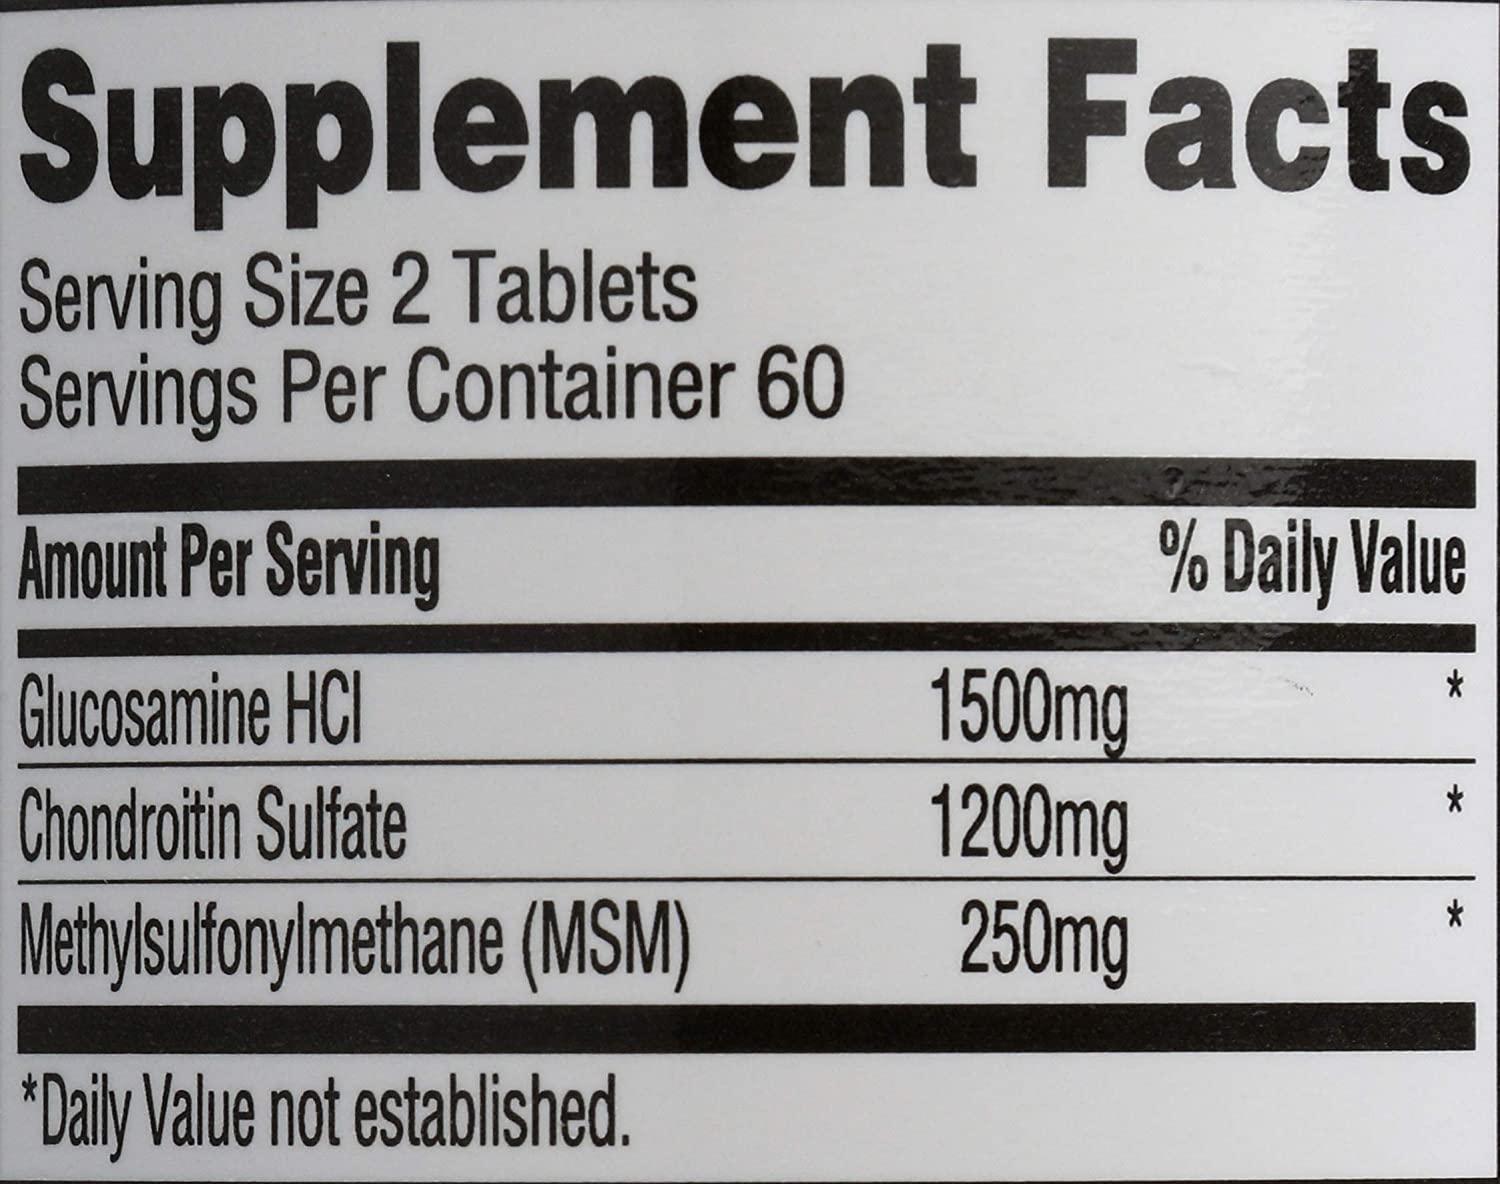 Supplement Facts
Serving Size 2 Tablets
Servings Per Container 60
Amount Per Serving % Daily Value
Glucosamine HCl 1500mg *
Chondroitin Sulfate 1200mg *
Methylsulfonylmethane (MSM) 250mg *
*Daily Value not established.